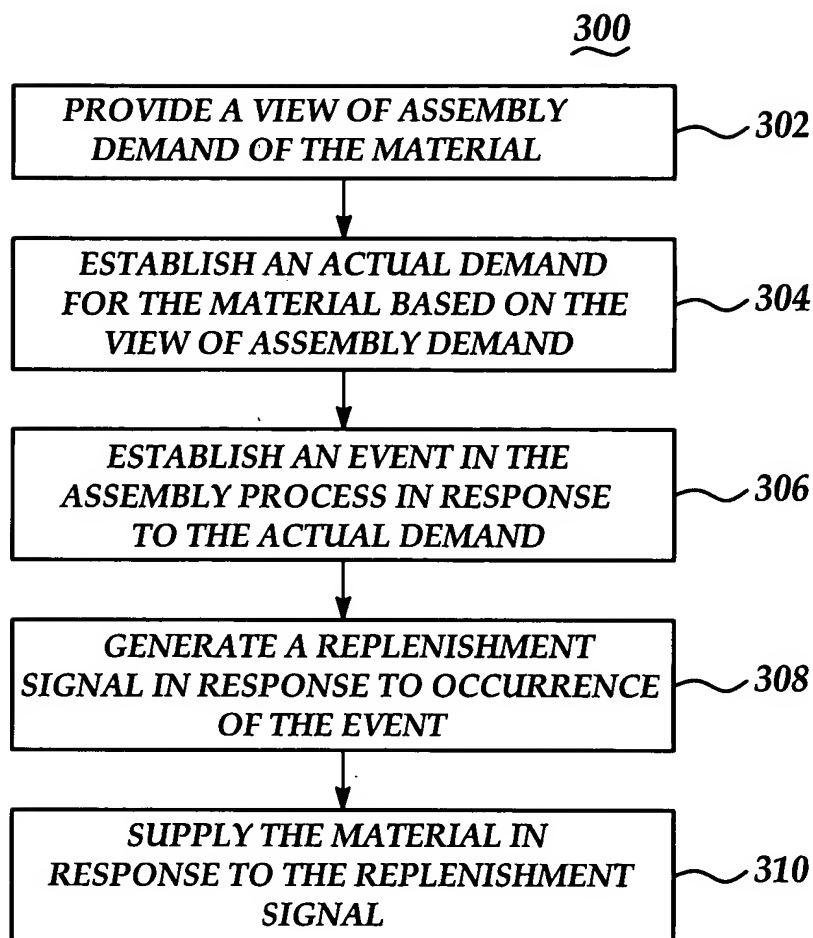 300
PROVIDE A VIEW OF ASSEMBLY
DEMAND OF THE MATERIAL
302
ESTABLISH AN ACTUAL DEMAND
FOR THE MATERIAL BASED ON THE
VIEW OF ASSEMBLY DEMAND
304
ESTABLISH AN EVENT IN THE
ASSEMBLY PROCESS IN RESPONSE
TO THE ACTUAL DEMAND
306
GENERATE A REPLENISHMENT
SIGNAL IN RESPONSE TO OCCURRENCE
OF THE EVENT
308
SUPPLY THE MATERIAL IN
RESPONSE TO THE REPLENISHMENT
SIGNAL
310